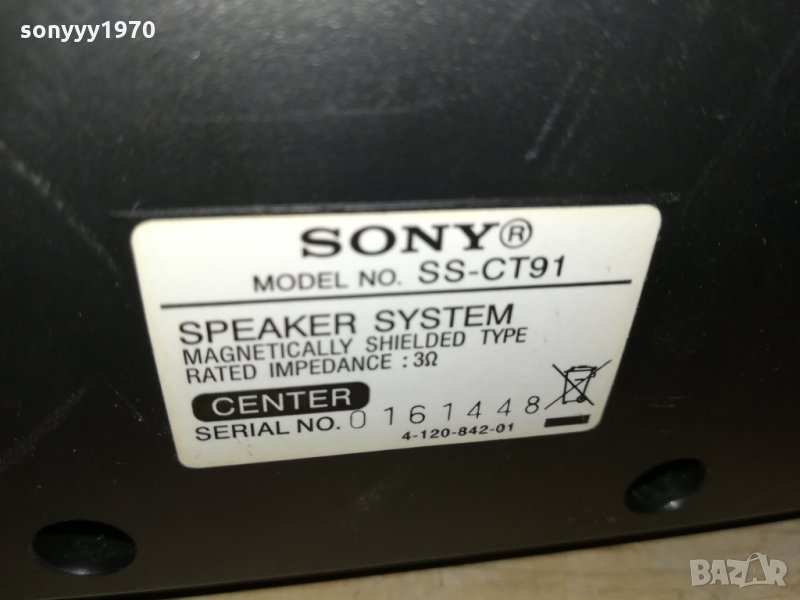 sonyyy1970
SONY®
MODEL NO. SS-CT91
SPEAKER SYSTEM
MAGNETICALLY SHIELDED TYPE
RATED IMPEDANCE : 3Ω
CENTER
SERIAL NO. 0161448
4-120-842-01
BAZAR